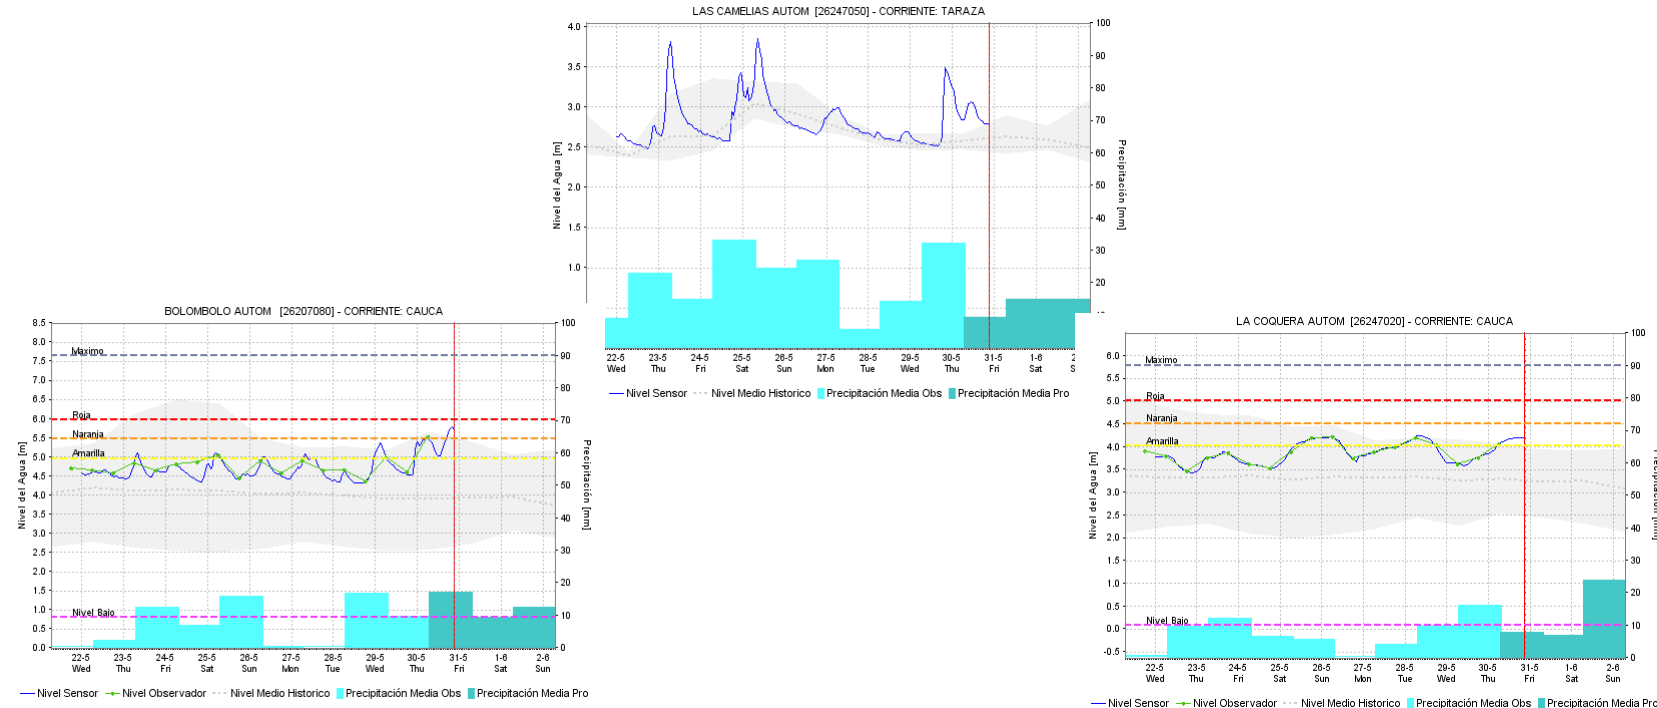 LAS CAMELIAS AUTOM [26247050] - CORRIENTE: TARAZA
Nivel del Agua [m]
4.0
3.5
3.0
2.5
2.0
1.5
1.0
100
90
80
70
60
50
40
30
20
Precipitación [mm]
22-5 23-5 24-5 25-5 26-5 27-5 28-5 29-5 30-5 31-5 1-6 2
Wed Thu Fri Sat Sun Mon Tue Wed Thu Fri Sat S
Nivel Sensor Nivel Medio Historico Precipitación Media Obs Precipitación Media Pro
BOLOMBOLO AUTOM [26207080] - CORRIENTE: CAUCA
Nivel del Agua [m]
8.5
8.0
7.5
7.0
6.5
6.0
5.5
5.0
4.5
4.0
3.5
3.0
2.5
2.0
1.5
1.0
0.5
0.0
Maximo
Roja
Naranja
Amarilla
Nivel Bajo
100
90
80
70
60
50
40
30
20
10
0
Precipitación [mm]
22-5 23-5 24-5 25-5 26-5 27-5 28-5 29-5 30-5 31-5 1-6 2-6
Wed Thu Fri Sat Sun Mon Tue Wed Thu Fri Sat Sun
Nivel Sensor Nivel Observador Nivel Medio Historico Precipitación Media Obs Precipitación Media Pro
LA COQUERA AUTOM [26247020] - CORRIENTE: CAUCA
Nivel del Agua [m]
6.0
5.5
5.0
4.5
4.0
3.5
3.0
2.5
2.0
1.5
1.0
0.5
0.0
-0.5
Maximo
Roja
Naranja
Amarilla
Nivel Bajo
100
90
80
70
60
50
40
30
20
10
0
22-5 23-5 24-5 25-5 26-5 27-5 28-5 29-5 30-5 31-5 1-6 2-6
Wed Thu Fri Sat Sun Mon Tue Wed Thu Fri Sat Sun
Nivel Sensor Nivel Observador Nivel Medio Historico Precipitación Media Obs Precipitación Media Pro